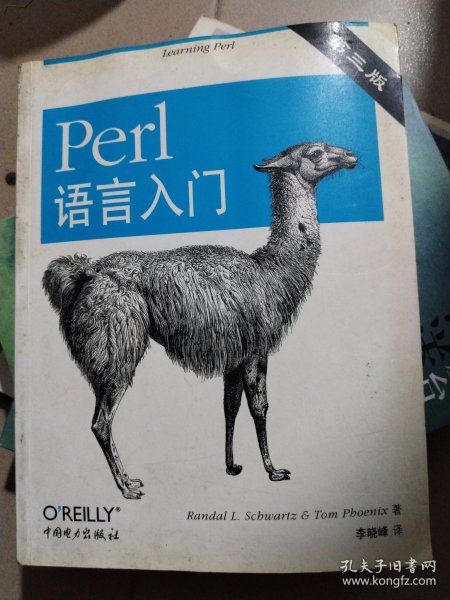 Learning Perl
第三版
Perl
语言入门
O'REILLY®
中国电力出版社
Randal L. Schwartz & Tom Phoenix 著
李晓峰 译
孔夫子旧书网
www.kongfz.com